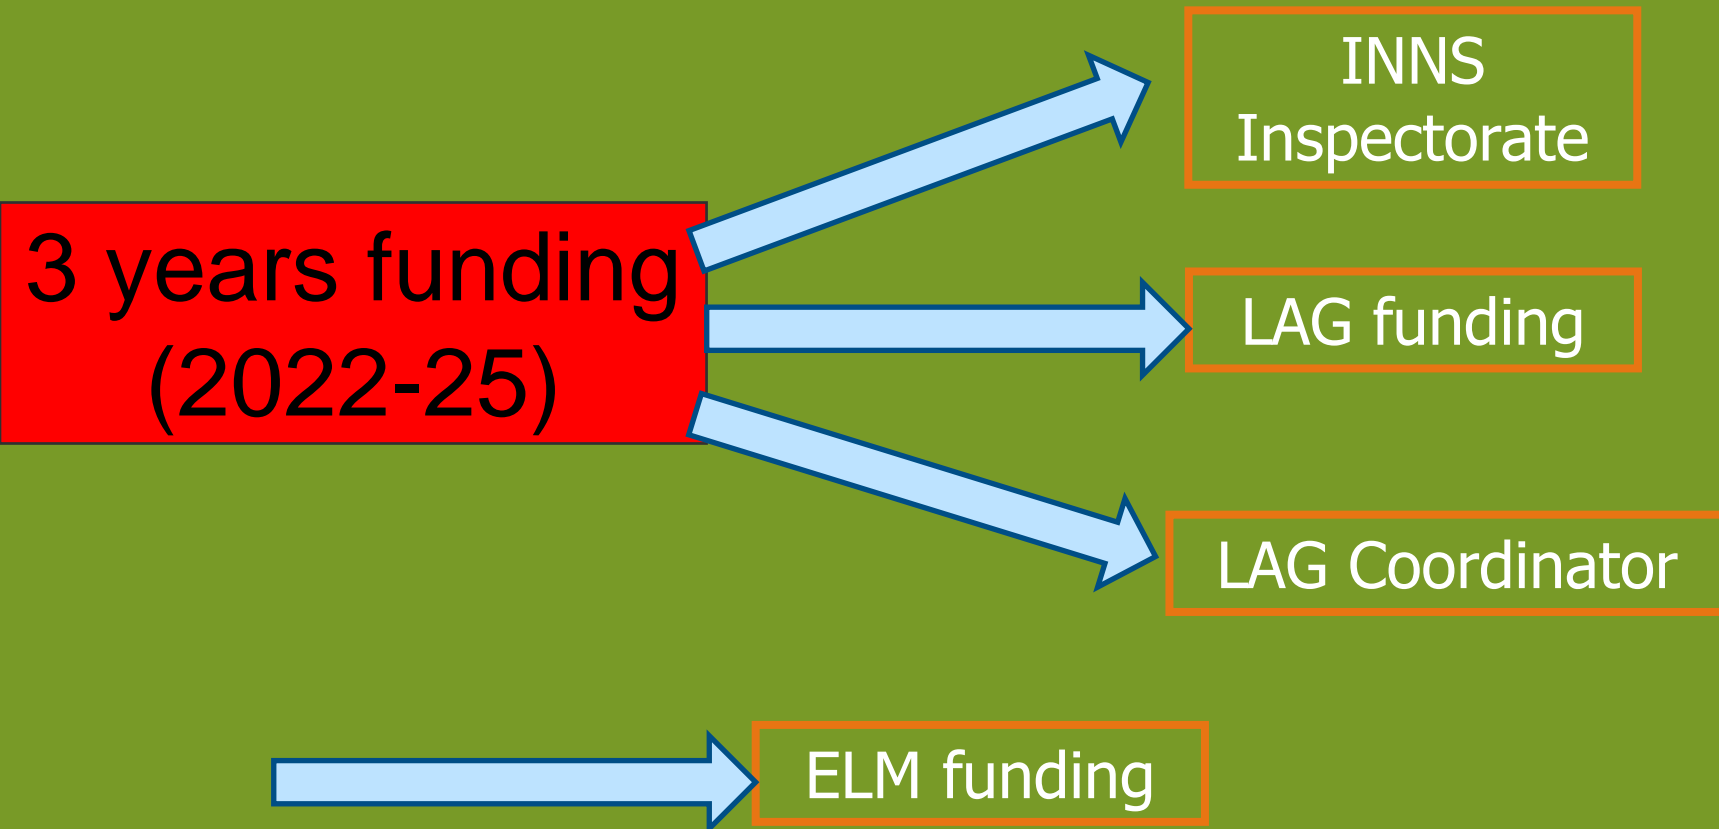 3 years funding
(2022-25)
INNS
Inspectorate
LAG funding
LAG Coordinator
ELM funding